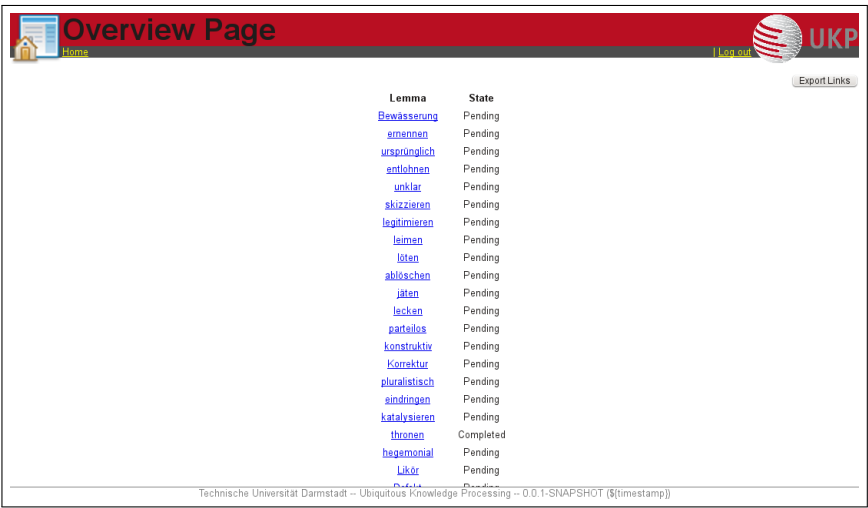 Overview Page
Home
| Log out
UKP
Export Links
Lemma State
Bewässerung Pending
ernennen Pending
ursprünglich Pending
entlohnen Pending
unklar Pending
skizzieren Pending
legitimieren Pending
leimen Pending
löten Pending
ablöschen Pending
jäten Pending
lecken Pending
parteilos Pending
konstruktiv Pending
Korrektur Pending
pluralistisch Pending
eindringen Pending
katalysieren Pending
thronen Completed
hegemonial Pending
Likör Pending
Technische Universität Darmstadt -- Ubiquitous Knowledge Processing -- 0.0.1-SNAPSHOT (${timestamp})